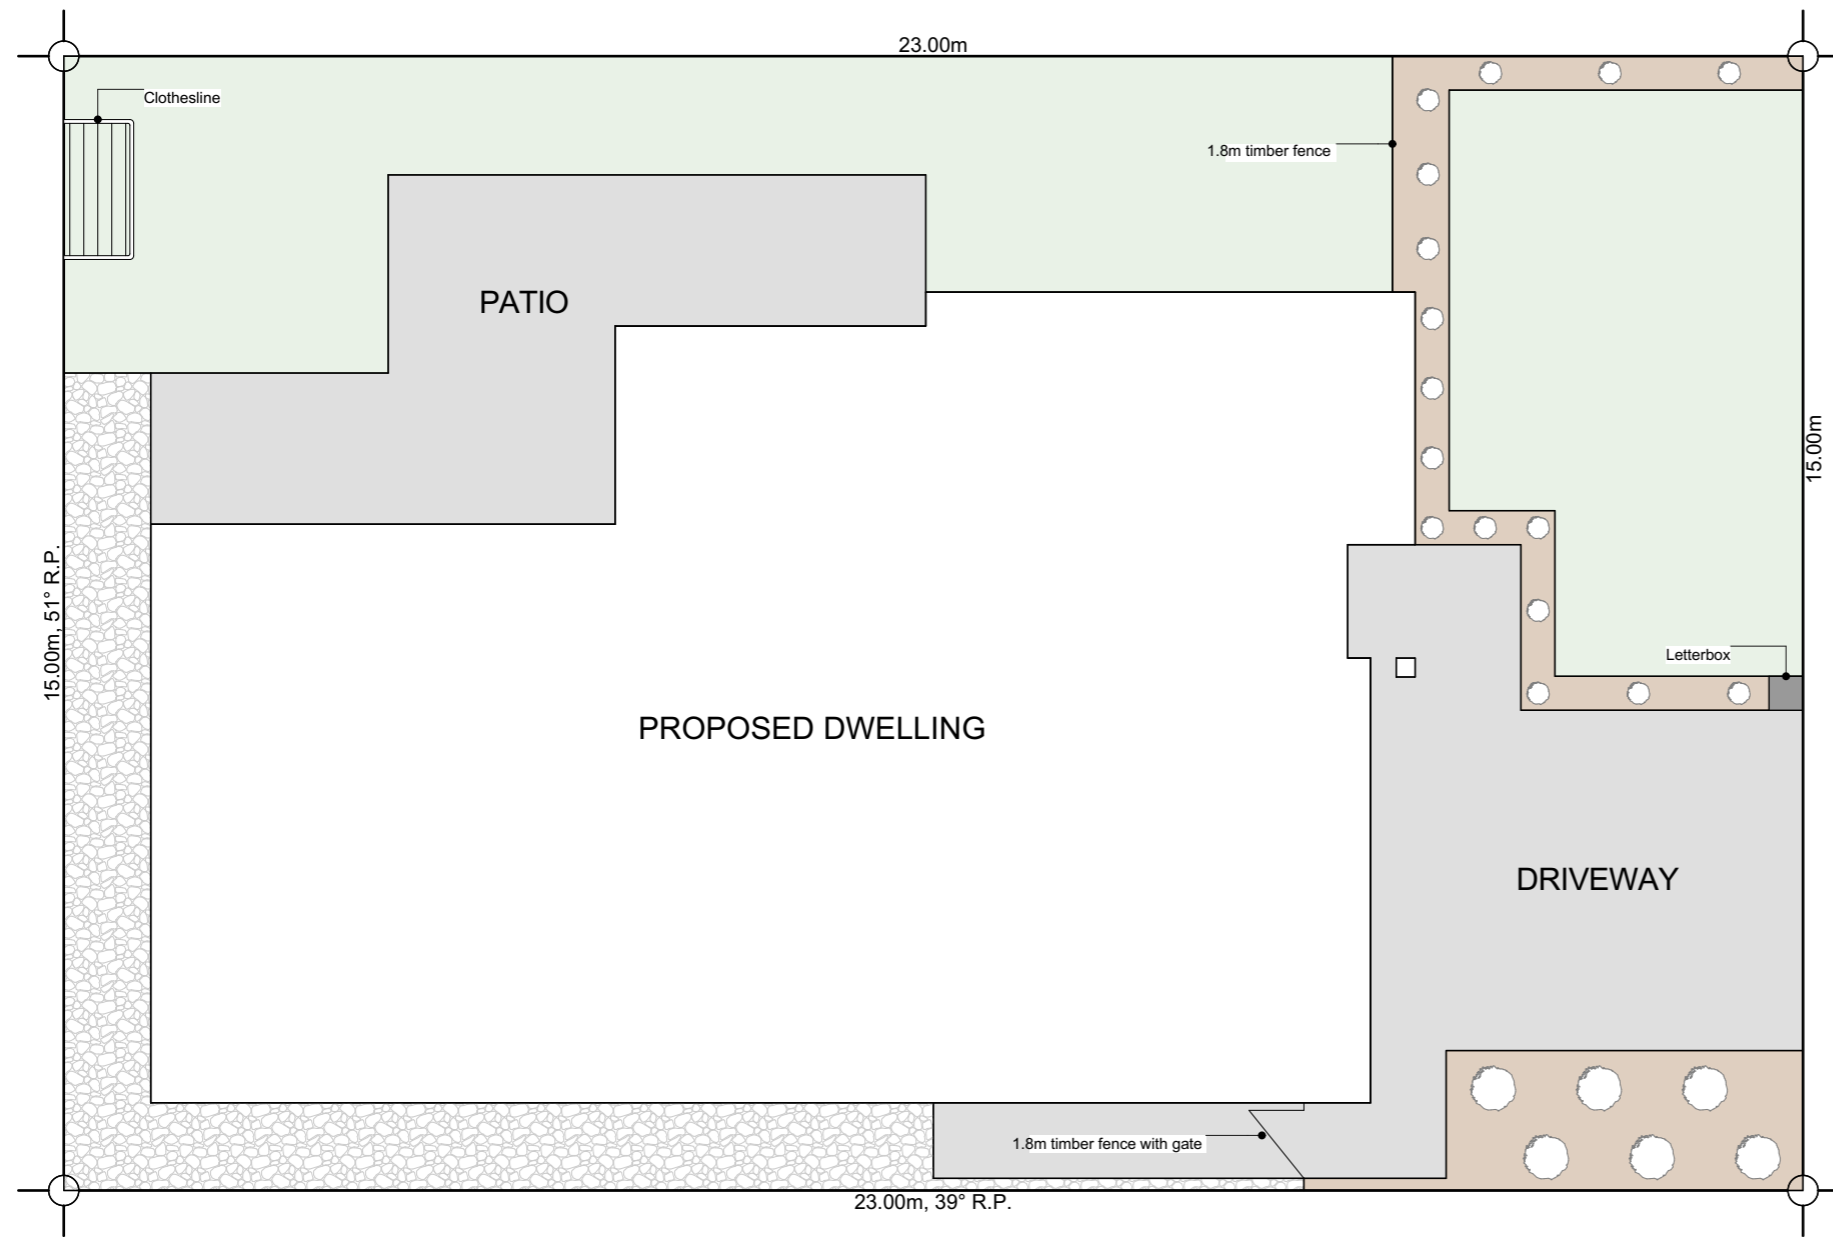 23.00m
Clothesline
1.8m timber fence
PATIO
15.00m
15.00m, 51° R.P.
Letterbox
PROPOSED DWELLING
DRIVEWAY
1.8m timber fence with gate
23.00m, 39° R.P.